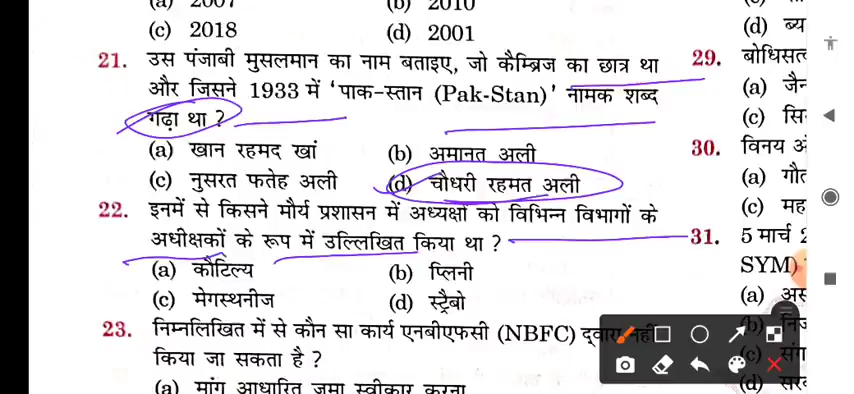 (a) 2007
(b) 2010
(c) 2018
(d) 2001
21. उस पंजाबी मुसलमान का नाम बताइए, जो कैम्ब्रिज का छात्र था
और जिसने 1933 में ‘पाक-स्तान (Pak-Stan)’ नामक शब्द
गढ़ा था ?
(a) खान रहमद खां
(b) अमानत अली
(c) नुसरत फतेह अली
(d) चौधरी रहमत अली
22. इनमें से किसने मौर्य प्रशासन में अध्यक्षों को विभिन्न विभागों के
अधीक्षकों के रूप में उल्लिखित किया था ?
(a) कौटिल्य
(b) प्लिनी
(c) मेगस्थनीज
(d) स्ट्रैबो
23. निम्नलिखित में से कौन सा कार्य एनबीएफसी (NBFC) द्वारा नहीं
किया जा सकता है ?
(a) मांग आधारित जमा स्वीकार करना
(d)
29.
(a)
(c)
30. विनय
(a)
(c)
31. 5 मार्च
SYM)
(a)
(b)
(c)
(d)